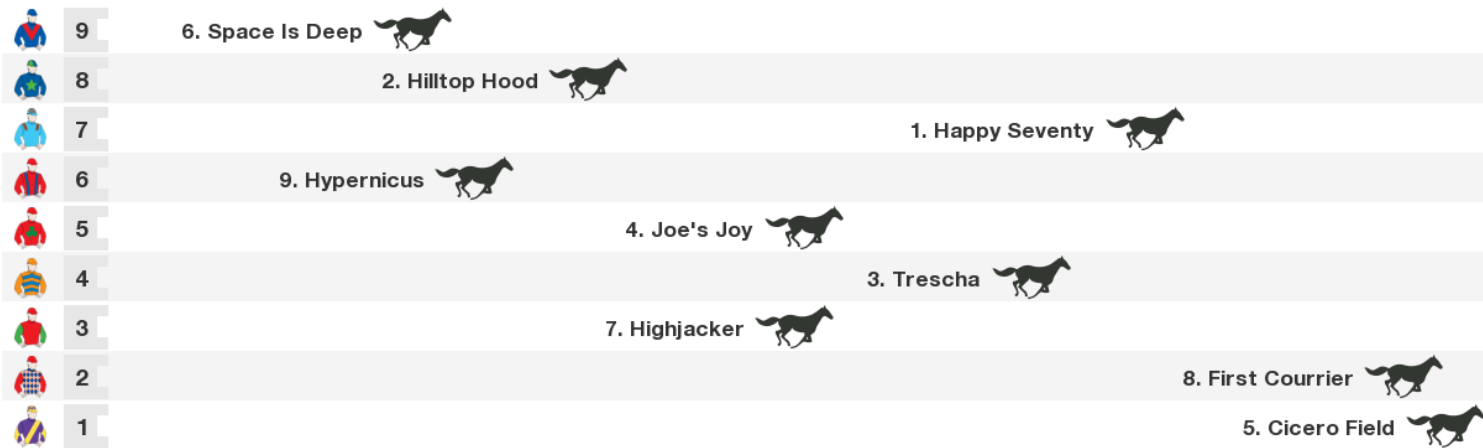 9 6. Space Is Deep
8 2. Hilltop Hood
7 1. Happy Seventy
6 9. Hypernicus
5 4. Joe's Joy
4 3. Trescha
3 7. Highjacker
2 8. First Courrier
1 5. Cicero Field